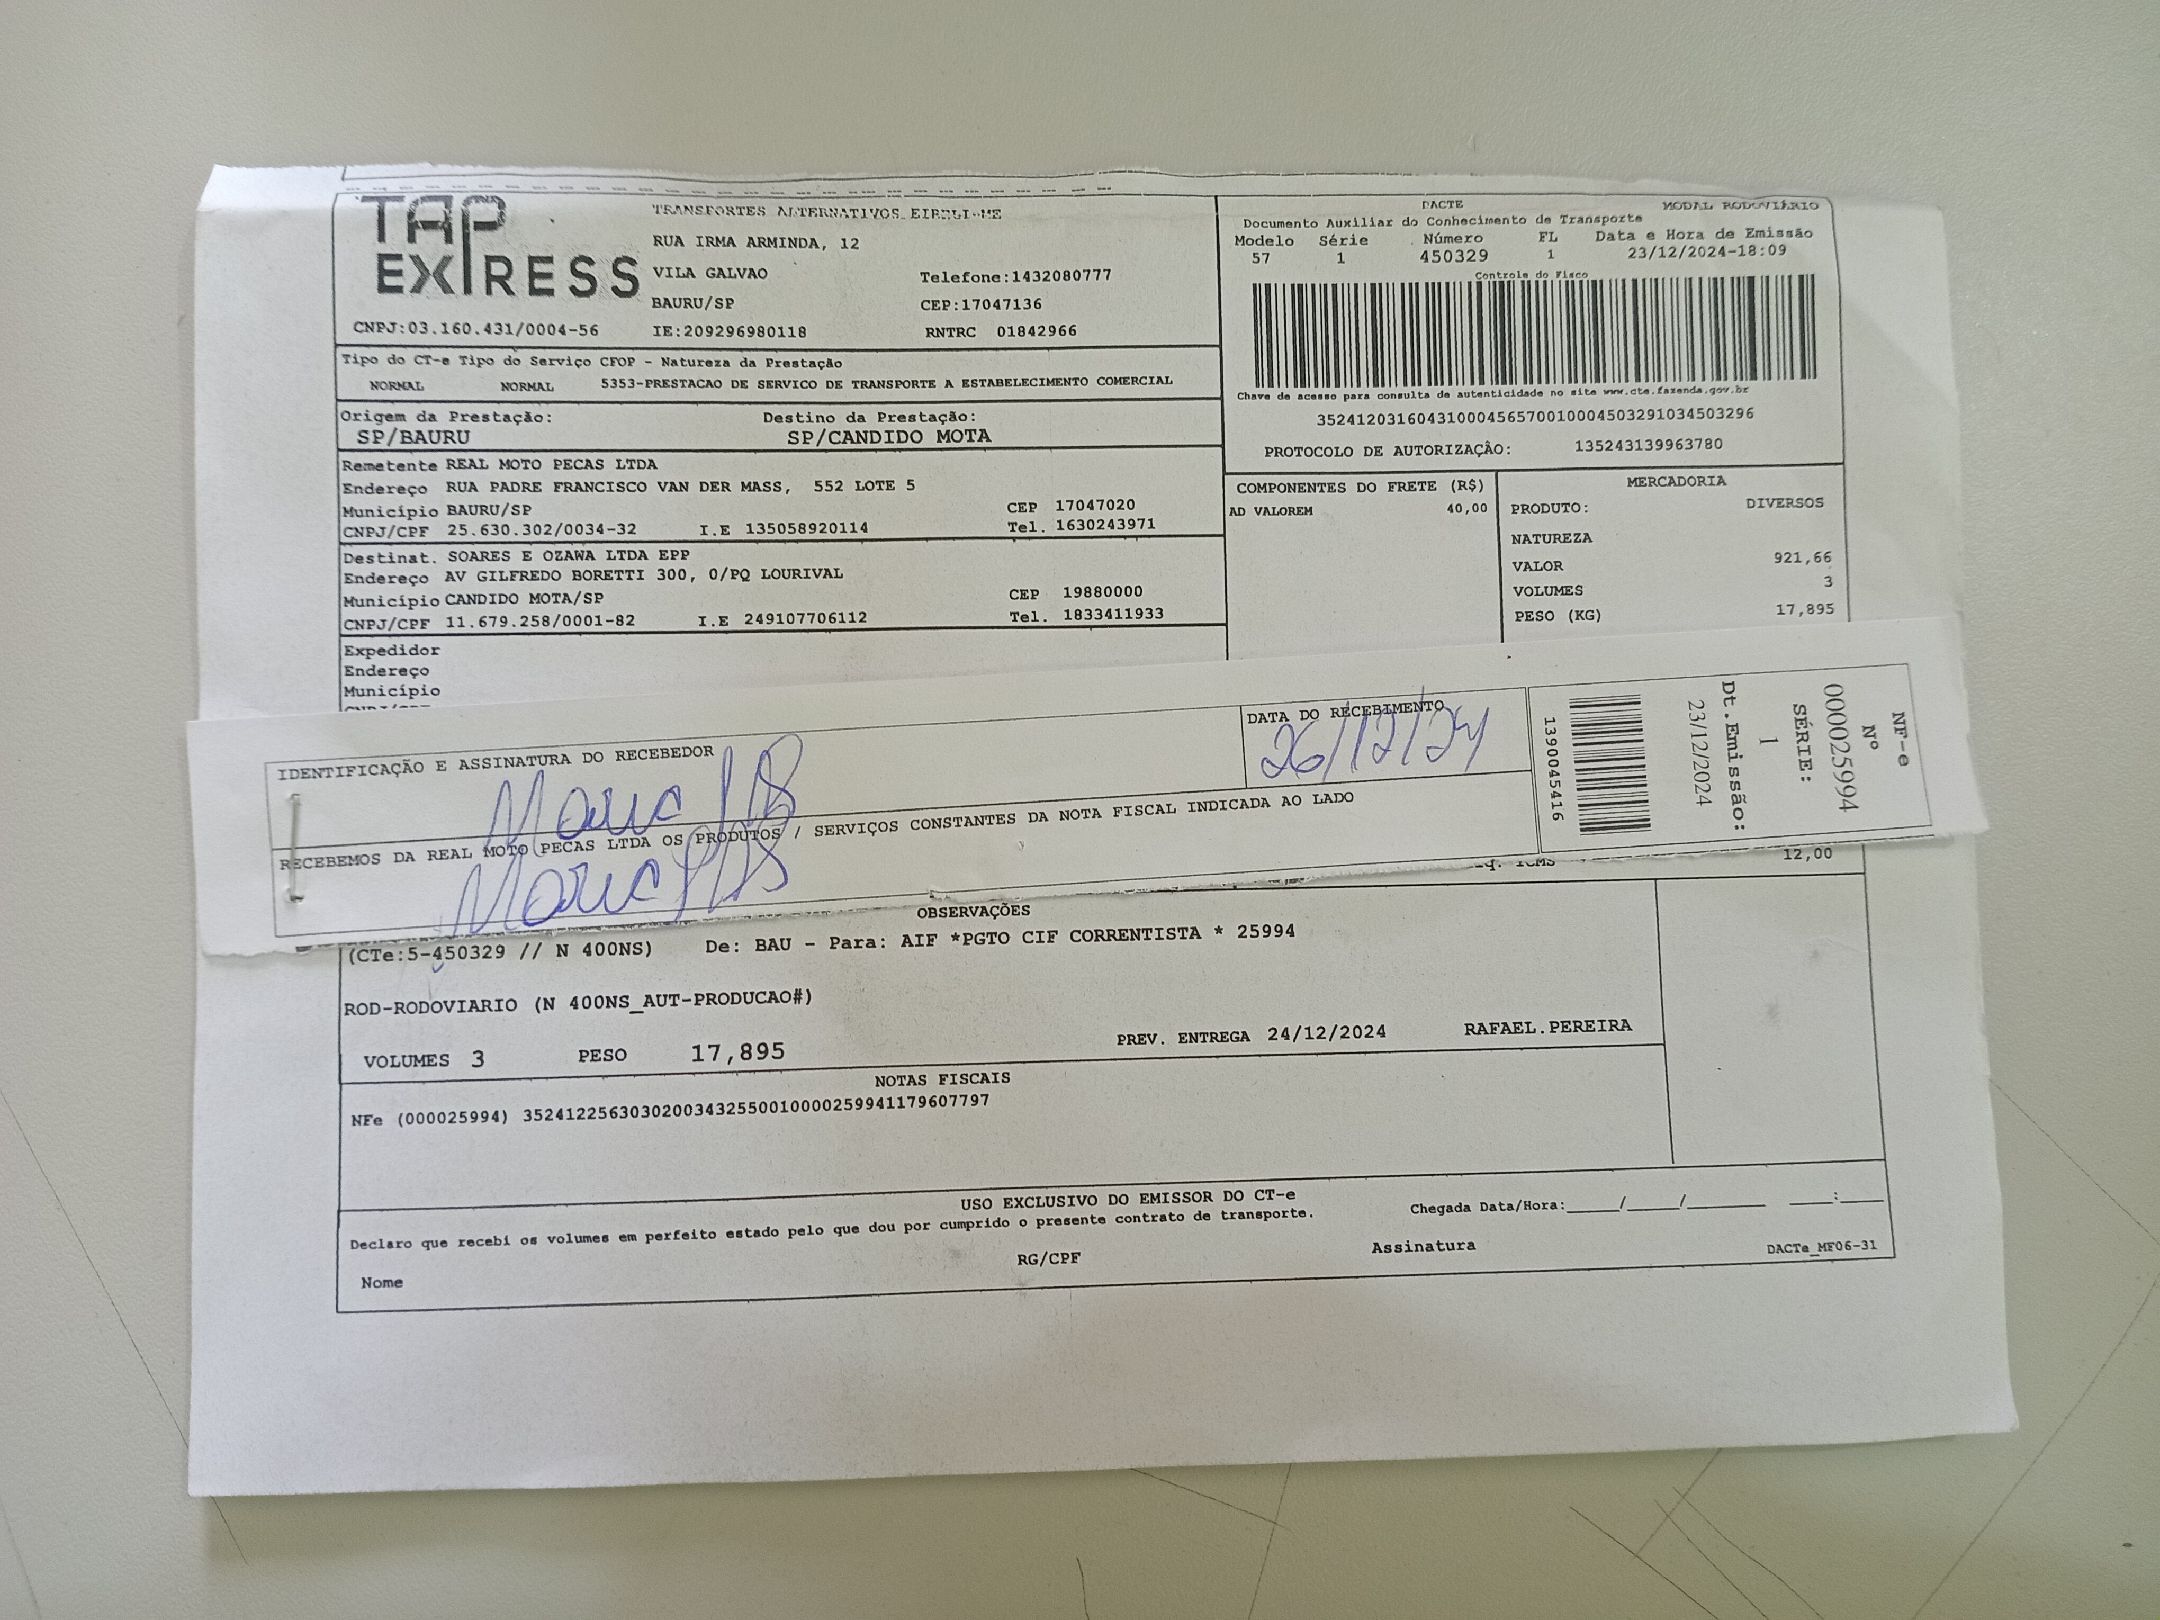 TAP EXPRESS
TRANSPORTES ALTERNATIVOS EIRELI-ME
RUA IRMA ARMINDA, 12
VILA GALVAO Telefone:1432080777
BAURU/SP CEP:17047136
CNPJ:03.160.431/0004-56 IE:209296980118 RNTRC 01842966
DACTE MODAL RODOVIÁRIO
Documento Auxiliar do Conhecimento de Transporte
Modelo Série Número FL Data e Hora de Emissão
57 1 450329 1 23/12/2024-18:09
Controle do Fisco
Chave de acesso para consulta de autenticidade no site www.cte.fazenda.gov.br
35241203160431000456570010004503291034503296
PROTOCOLO DE AUTORIZAÇÂO: 135243139963780
Tipo do CT-e Tipo do Serviço CFOP - Natureza da Prestação
NORMAL NORMAL 5353-PRESTACAO DE SERVICO DE TRANSPORTE A ESTABELECIMENTO COMERCIAL
Origem da Prestação: Destino da Prestação:
SP/BAURU SP/CANDIDO MOTA
Remetente REAL MOTO PECAS LTDA
Endereço RUA PADRE FRANCISCO VAN DER MASS, 552 LOTE 5
Município BAURU/SP CEP 17047020
CNPJ/CPF 25.630.302/0034-32 I.E 135058920114 Tel. 1630243971
Destinat. SOARES E OZAWA LTDA EPP
Endereço AV GILFREDO BORETTI 300, 0/PQ LOURIVAL
Município CANDIDO MOTA/SP CEP 19880000
CNPJ/CPF 11.679.258/0001-82 I.E 249107706112 Tel. 1833411933
Expedidor
Endereço
Município
COMPONENTES DO FRETE (R$)
AD VALOREM 40,00
MERCADORIA
PRODUTO: DIVERSOS
NATUREZA
VALOR 921,66
VOLUMES 3
PESO (KG) 17,895
IDENTIFICAÇÃO E ASSINATURA DO RECEBEDOR
DATA DO RECEBIMENTO
26/12/24
RECEBEMOS DA REAL MOTO PECAS LTDA OS PRODUTOS / SERVIÇOS CONSTANTES DA NOTA FISCAL INDICADA AO LADO
1390045416
NF-e
Nº
000025994
SÉRIE:
1
Dt.Emissão:
23/12/2024
ICMS 12,00
OBSERVAÇÕES
(CTe:5-450329 // N 400NS) De: BAU - Para: AIF *PGTO CIF CORRENTISTA * 25994
ROD-RODOVIARIO (N 400NS_AUT-PRODUCAO#)
VOLUMES 3 PESO 17,895 PREV. ENTREGA 24/12/2024 RAFAEL.PEREIRA
NOTAS FISCAIS
NFe (000025994) 35241225630302003432550010000259941179607797
USO EXCLUSIVO DO EMISSOR DO CT-e
Declaro que recebi os volumes em perfeito estado pelo que dou por cumprido o presente contrato de transporte.
Chegada Data/Hora:_____/_____/________ ____:____
Nome RG/CPF Assinatura DACTe_MF06-31